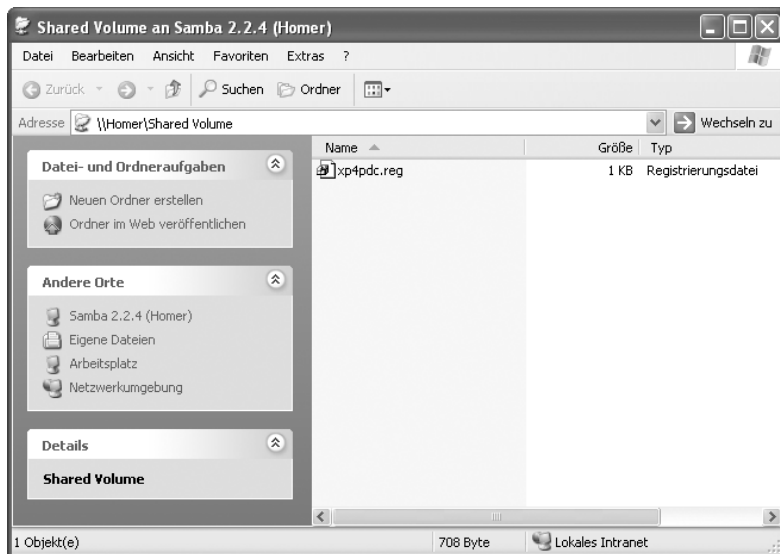 Shared Volume an Samba 2.2.4 (Homer)
Datei Bearbeiten Ansicht Favoriten Extras ?
Zurück Suchen Ordner
Adresse \\Homer\Shared Volume Wechseln zu
Datei- und Ordneraufgaben
Neuen Ordner erstellen
Ordner im Web veröffentlichen
Andere Orte
Samba 2.2.4 (Homer)
Eigene Dateien
Arbeitsplatz
Netzwerkumgebung
Details
Shared Volume
Name Größe Typ
xp4pdc.reg 1 KB Registrierungsdatei
1 Objekt(e) 708 Byte Lokales Intranet